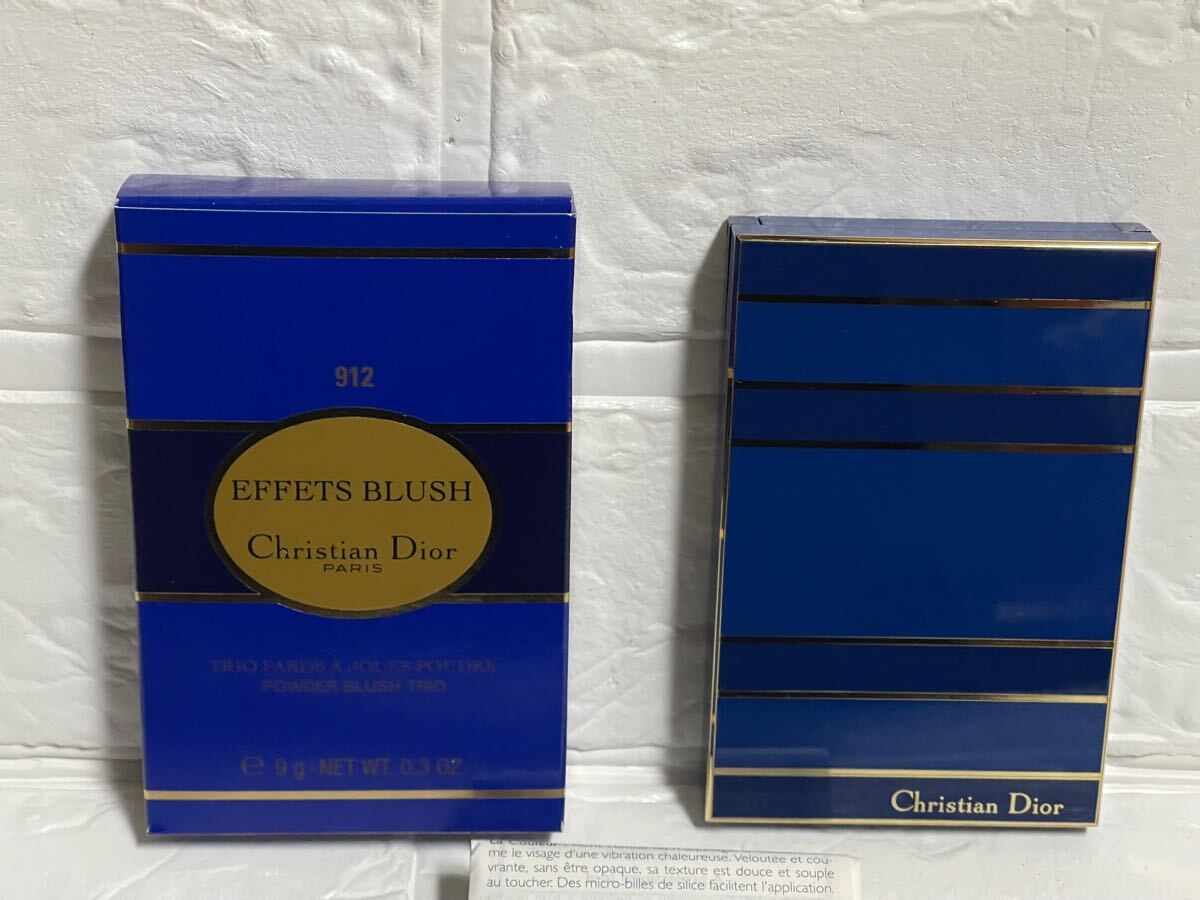 912
EFFETS BLUSH
Christian Dior
PARIS
TRIO FARDS À JOUES POUDRE
POWDER BLUSH TRIO
℮ 9 g - NET WT. 0.3 OZ
Christian Dior
La Couleur
me le visage d'une vibration chaleureuse. Veloutée et cou-
vrante, sans être opaque, sa texture est douce et souple
au toucher. Des micro-billes de silice facilitent l'application.